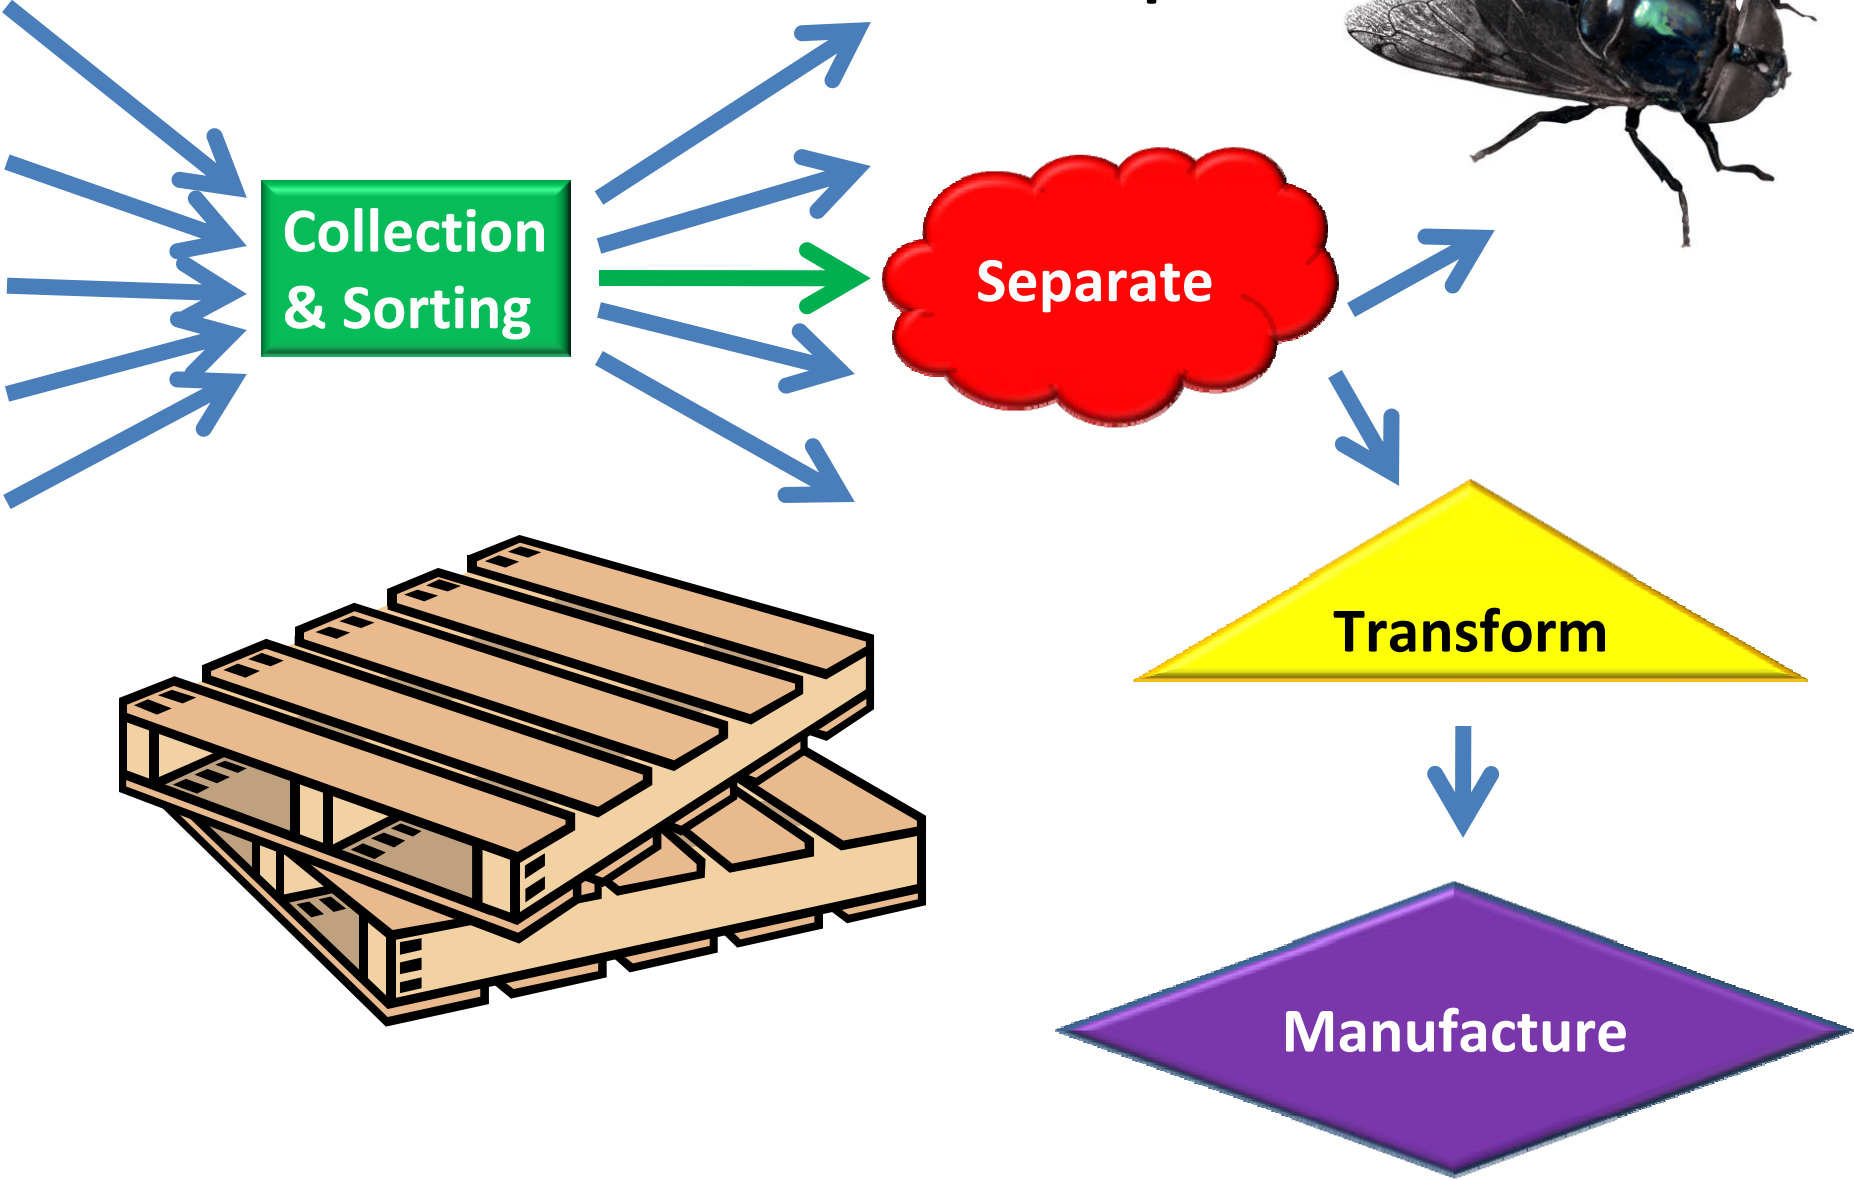 Collection
& Sorting
Separate
Transform
Manufacture